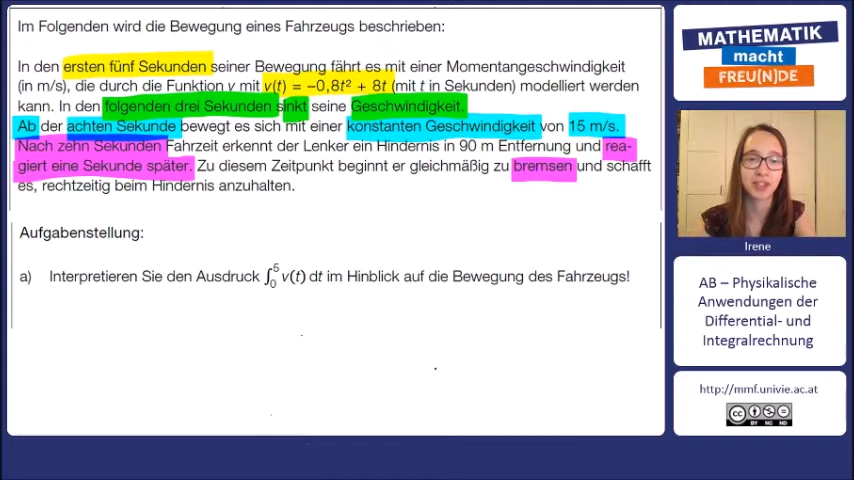 Im Folgenden wird die Bewegung eines Fahrzeugs beschrieben:
In den ersten fünf Sekunden seiner Bewegung fährt es mit einer Momentangeschwindigkeit
(in m/s), die durch die Funktion v mit v(t) = −0,8t² + 8t (mit t in Sekunden) modelliert werden
kann. In den folgenden drei Sekunden sinkt seine Geschwindigkeit.
Ab der achten Sekunde bewegt es sich mit einer konstanten Geschwindigkeit von 15 m/s.
Nach zehn Sekunden Fahrzeit erkennt der Lenker ein Hindernis in 90 m Entfernung und rea-
giert eine Sekunde später. Zu diesem Zeitpunkt beginnt er gleichmäßig zu bremsen und schafft
es, rechtzeitig beim Hindernis anzuhalten.
Aufgabenstellung:
a) Interpretieren Sie den Ausdruck ∫₀⁵ v(t) dt im Hinblick auf die Bewegung des Fahrzeugs!
MATHEMATIK
macht
FREU(N)DE
Irene
AB – Physikalische
Anwendungen der
Differential- und
Integralrechnung
http://mmf.univie.ac.at
cc
BY NC ND